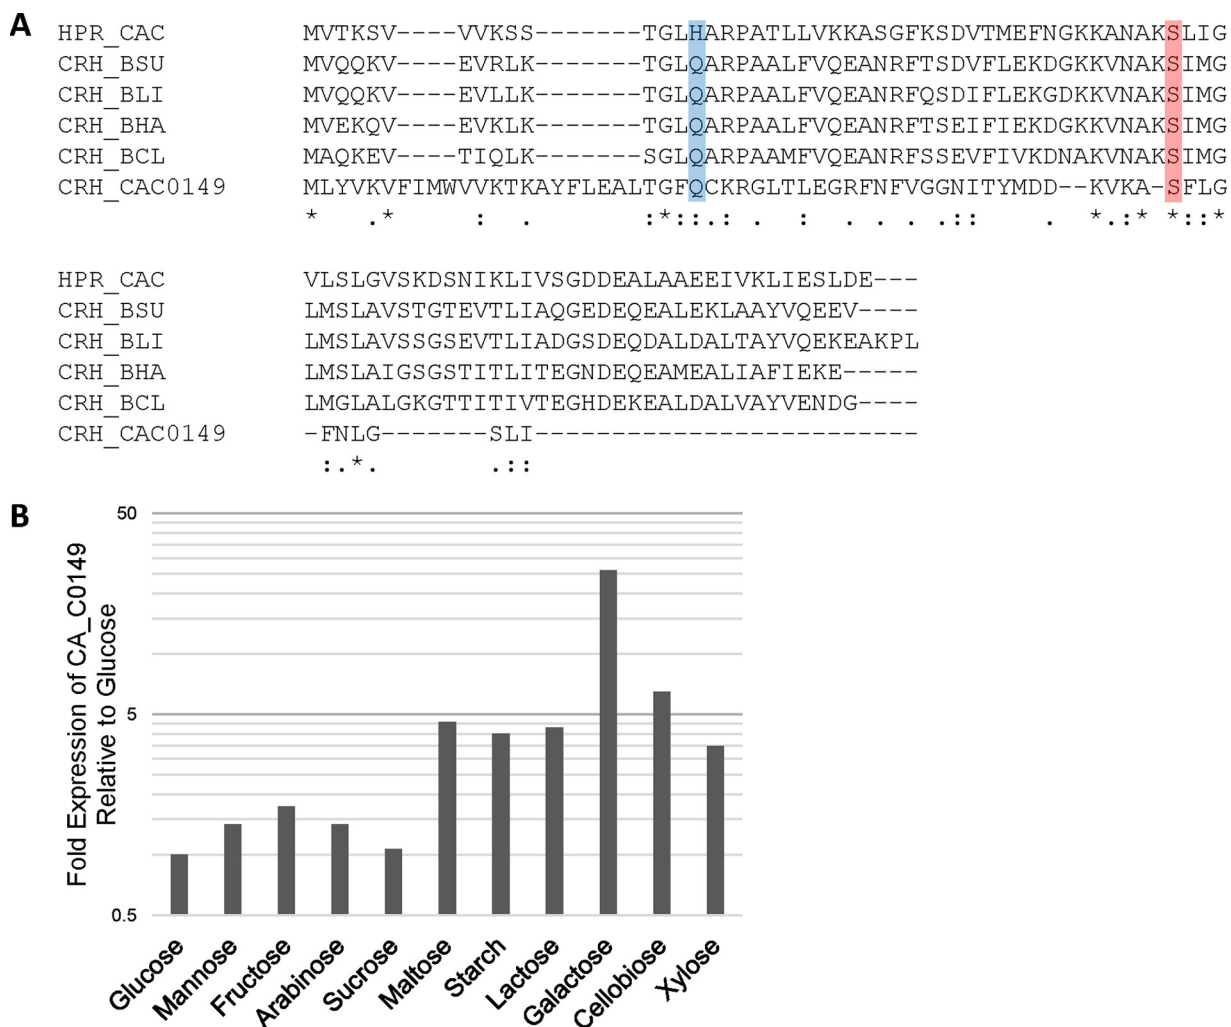 A
HPR_CAC MVTKSV----VVKSS-------TGLHARPATLLVKKASGFKSDVTMEFNGKKANAKSLIG
CRH_BSU MVQQKV----EVRLK-------TGLQARPAALFVQEANRFTSDVFLEKDGKKVNAKSIMG
CRH_BLI MVQQKV----EVLLK-------TGLQARPAALFVQEANRFQSDIFLEKGDKKVNAKSIMG
CRH_BHA MVEKQV----EVKLK-------TGLQARPAALFVQEANRFTSEIFIEKDGKKVNAKSIMG
CRH_BCL MAQKEV----TIQLK-------SGLQARPAAMFVQEANRFSSEVFIVKDNAKVNAKSIMG
CRH_CAC0149 MLYVKVFIMWVVKTKAYFLEALTGFQCKRGLTLEGRFNFVGGNITYMDD--KVKA-SFLG
*   .*     :  .       :*::.: .  . :  .  . . .::    .  *.:* *::*
HPR_CAC VLSLGVSKDSNIKLIVSGDDEALAAEEIVKLIESLDE---
CRH_BSU LMSLAVSTGTEVTLIAQGEDEQEALEKLAAYVQEEV----
CRH_BLI LMSLAVSSGSEVTLIADGSDEQDALDALTAYVQEKEAKPL
CRH_BHA LMSLAIGSGSTITLITEGNDEQEAMEALIAFIEKE-----
CRH_BCL LMGLALGKGTTITIVTEGHDEKEALDALVAYVENDG----
CRH_CAC0149 -FNLG-------SLI-------------------------
:.*.       .::
B
Fold Expression of CA_C0149
Relative to Glucose
50
5
0.5
Glucose Mannose Fructose Arabinose Sucrose Maltose Starch Lactose Galactose Cellobiose Xylose